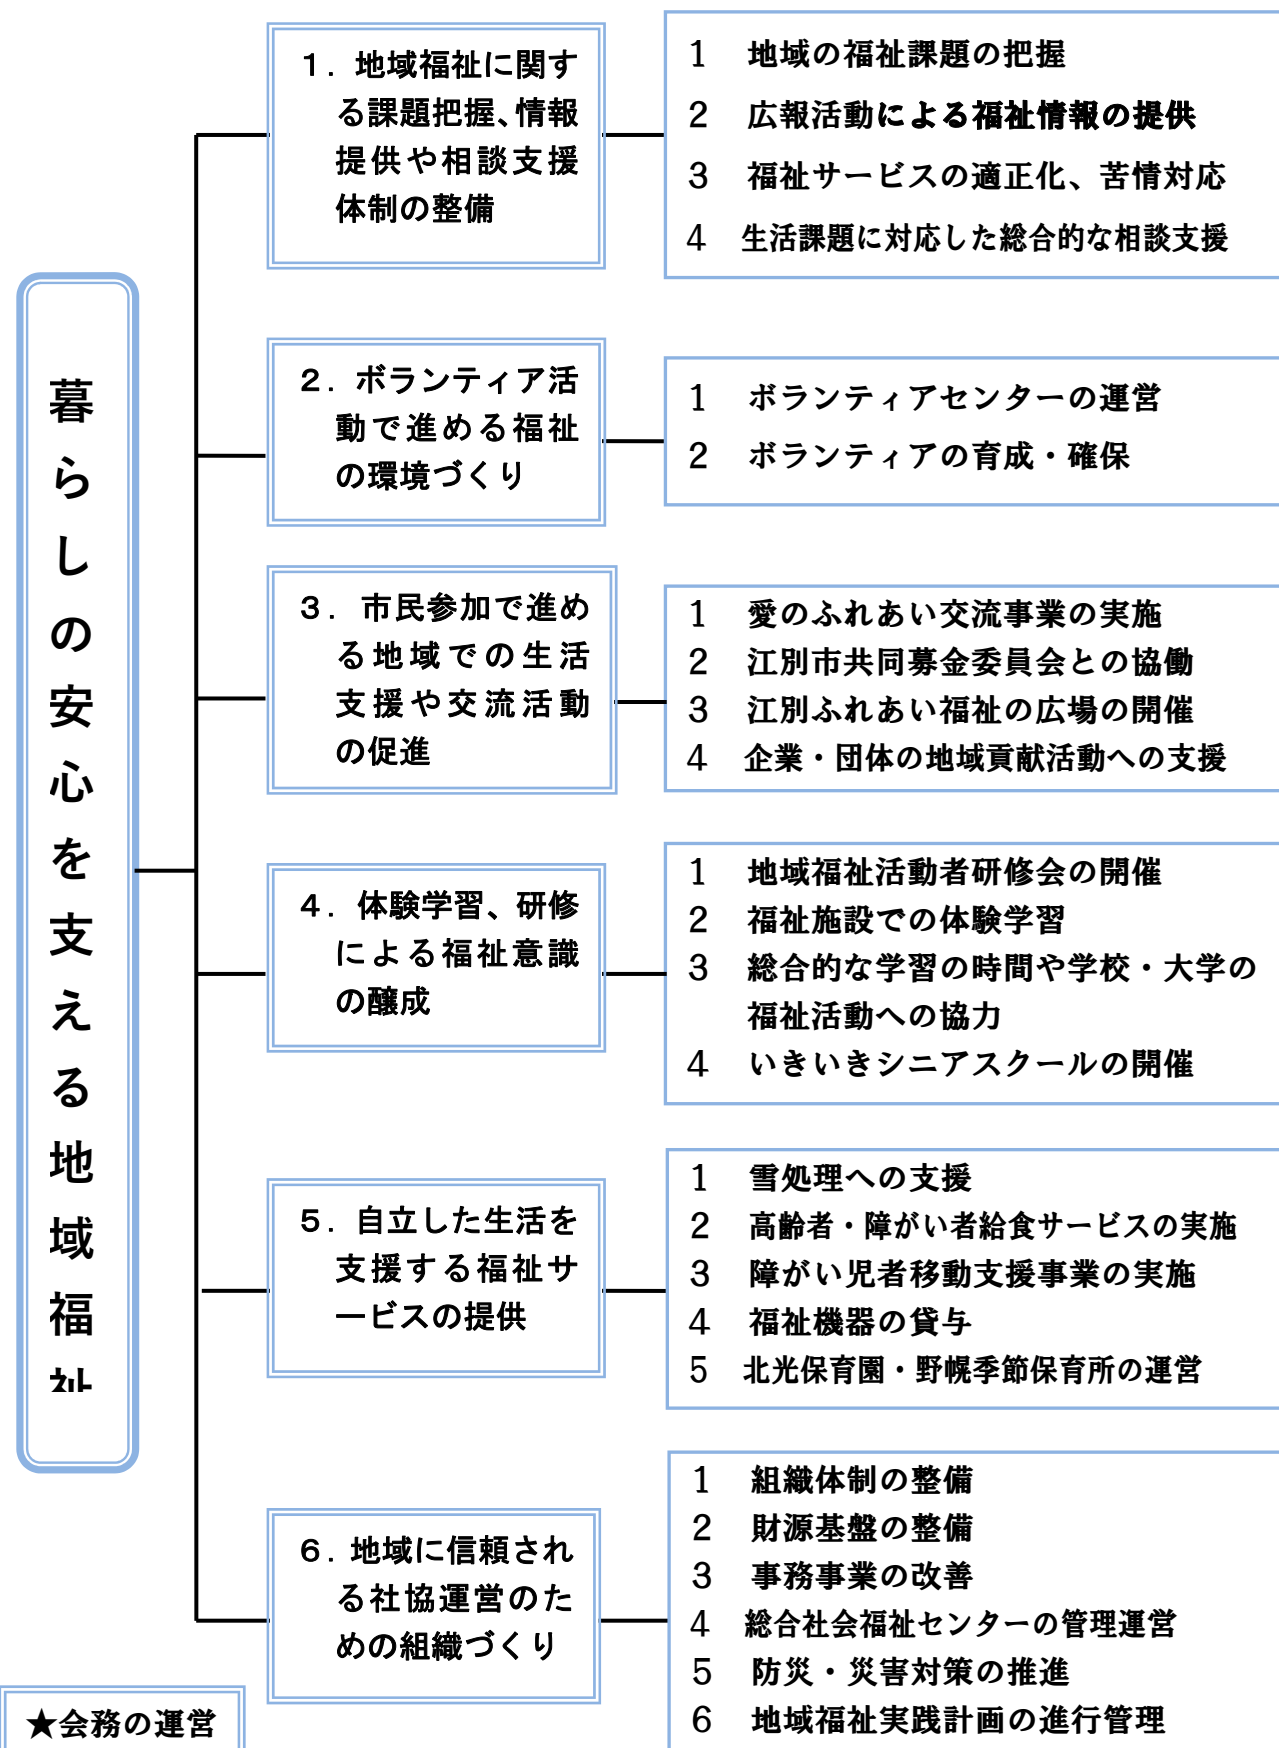 暮らしの安心を支える地域福祉
1．地域福祉に関す
る課題把握、情報
提供や相談支援
体制の整備
1　地域の福祉課題の把握
2　広報活動による福祉情報の提供
3　福祉サービスの適正化、苦情対応
4　生活課題に対応した総合的な相談支援
2．ボランティア活
動で進める福祉
の環境づくり
1　ボランティアセンターの運営
2　ボランティアの育成・確保
3．市民参加で進め
る地域での生活
支援や交流活動
の促進
1　愛のふれあい交流事業の実施
2　江別市共同募金委員会との協働
3　江別ふれあい福祉の広場の開催
4　企業・団体の地域貢献活動への支援
4．体験学習、研修
による福祉意識
の醸成
1　地域福祉活動者研修会の開催
2　福祉施設での体験学習
3　総合的な学習の時間や学校・大学の
福祉活動への協力
4　いきいきシニアスクールの開催
5．自立した生活を
支援する福祉サ
ービスの提供
1　雪処理への支援
2　高齢者・障がい者給食サービスの実施
3　障がい児者移動支援事業の実施
4　福祉機器の貸与
5　北光保育園・野幌季節保育所の運営
6．地域に信頼され
る社協運営のた
めの組織づくり
1　組織体制の整備
2　財源基盤の整備
3　事務事業の改善
4　総合社会福祉センターの管理運営
5　防災・災害対策の推進
6　地域福祉実践計画の進行管理
★会務の運営